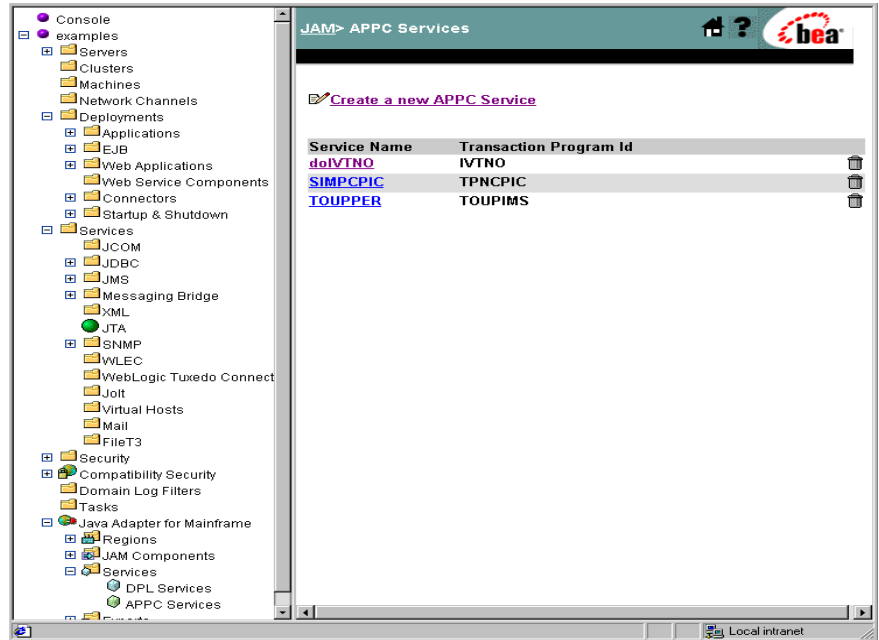 Console
examples
Servers
Clusters
Machines
Network Channels
Deployments
Applications
EJB
Web Applications
Web Service Components
Connectors
Startup & Shutdown
Services
JCOM
JDBC
JMS
Messaging Bridge
XML
JTA
SNMP
WLEC
WebLogic Tuxedo Connect
Jolt
Virtual Hosts
Mail
FileT3
Security
Compatibility Security
Domain Log Filters
Tasks
Java Adapter for Mainframe
Regions
JAM Components
Services
DPL Services
APPC Services
JAM> APPC Services
?
bea
Create a new APPC Service
Service Name Transaction Program Id
doIVTNO IVTNO
SIMPCPIC TPNCPIC
TOUPPER TOUPIMS
Local intranet